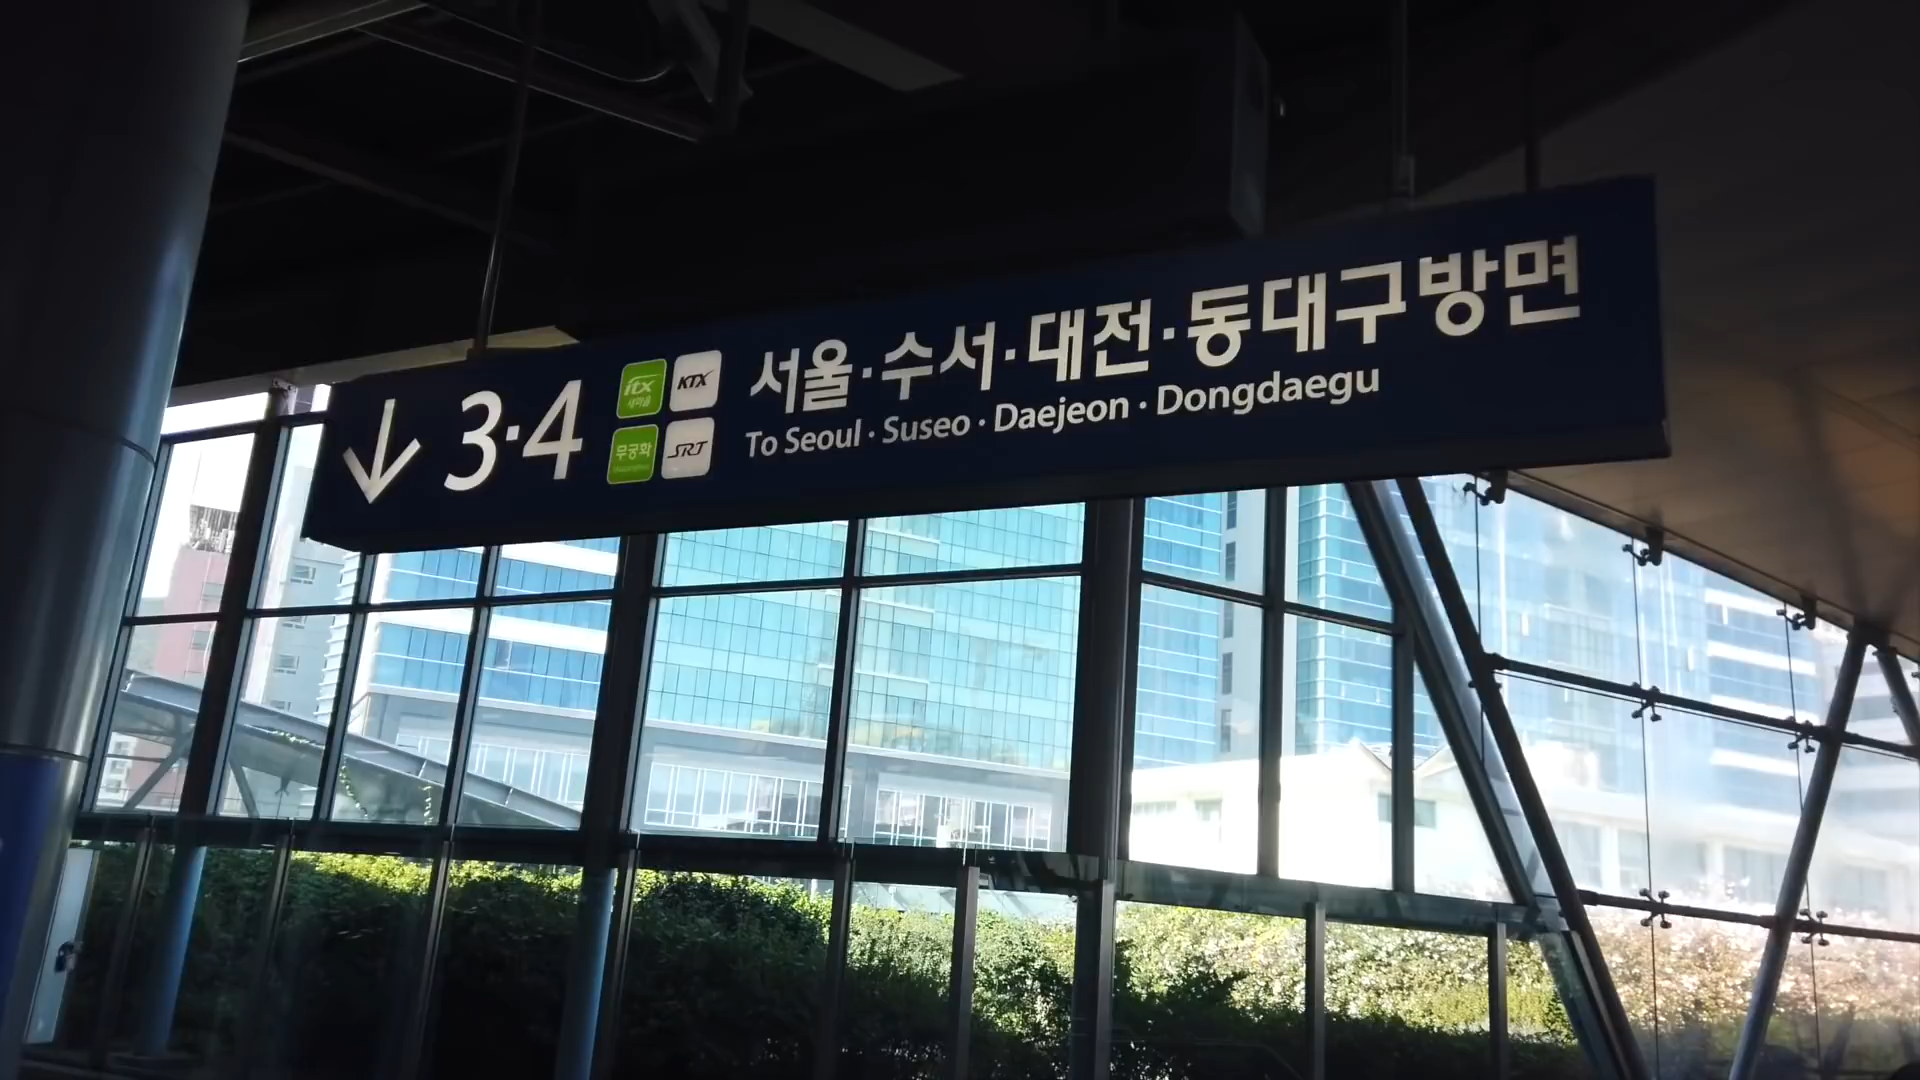 3·4
itx 새마을
KTX
무궁화
SRT
서울·수서·대전·동대구방면
To Seoul · Suseo · Daejeon · Dongdaegu